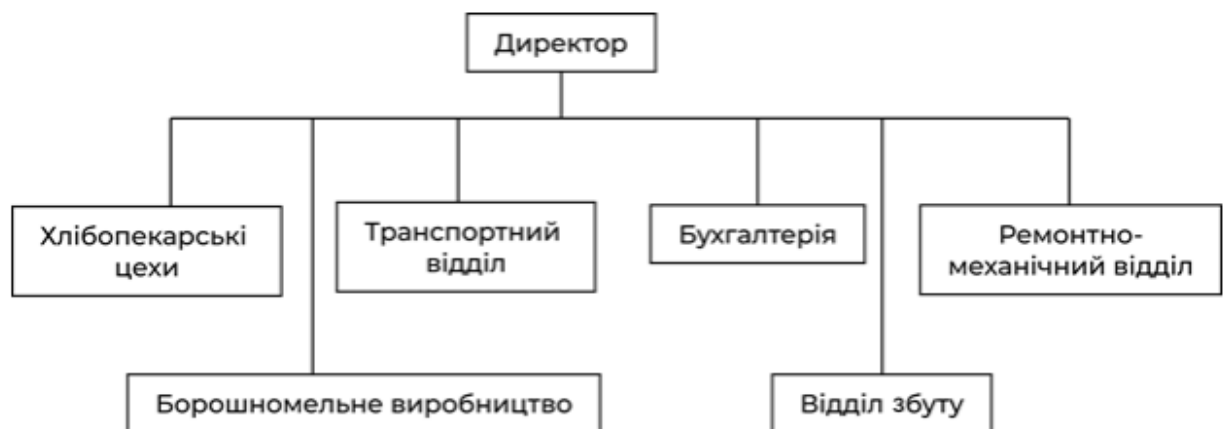 Директор
Хлібопекарські
цехи
Транспортний
відділ
Бухгалтерія
Ремонтно-
механічний відділ
Борошномельне виробництво
Відділ збуту